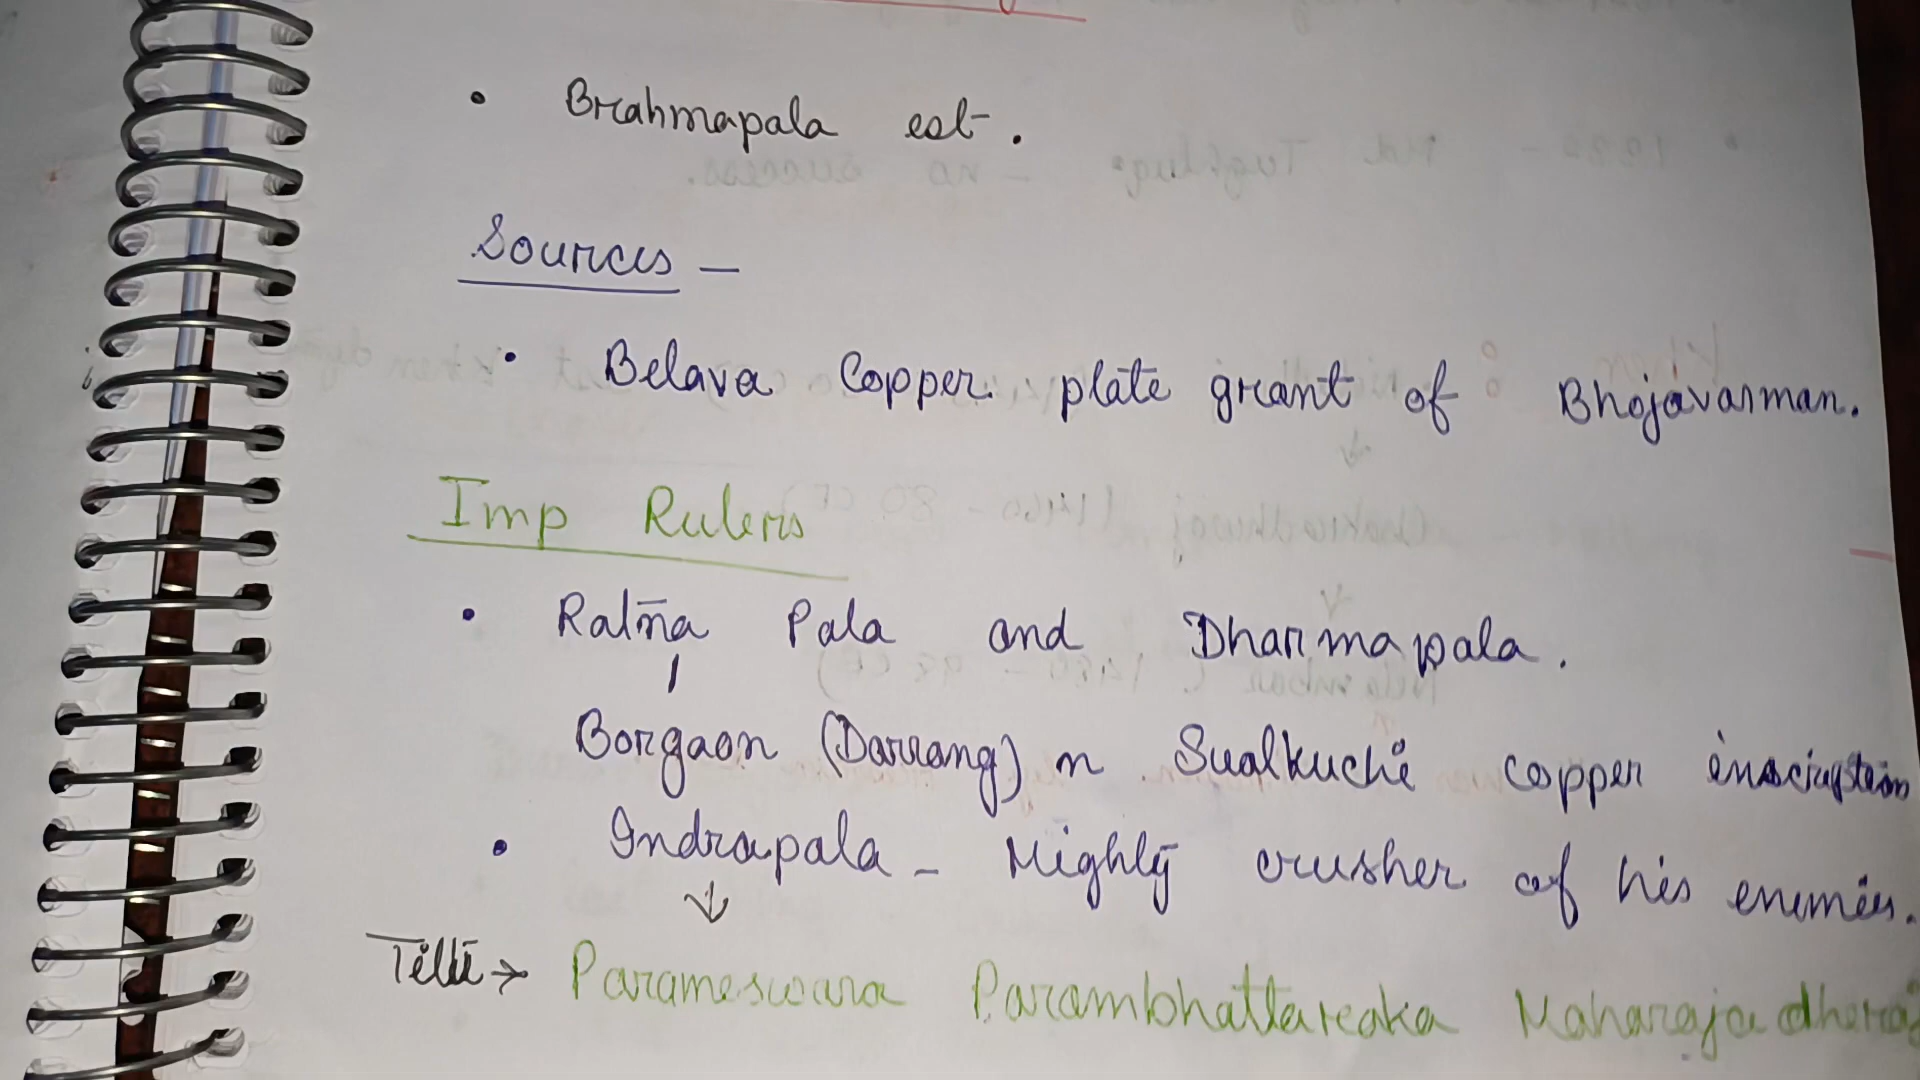 • Brahmapala est.
Sources –
• Belava Copper plate grant of Bhojavarman.
Imp Rulers
• Ratna Pala and Dharmapala.
Borgaon (Darrang) n Sualkuchi copper inscription
• Indrapala – Mighty crusher of his enemies.
Title → Parameswara Parambhattaraka Maharajadhiraj